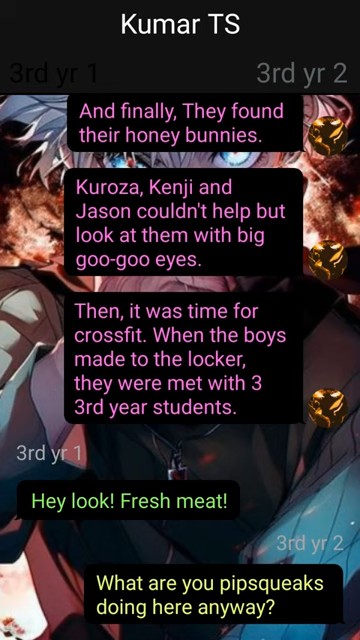 Kumar TS
3rd yr 1
3rd yr 2
And finally, They found
their honey bunnies.
Kuroza, Kenji and
Jason couldn't help but
look at them with big
goo-goo eyes.
Then, it was time for
crossfit. When the boys
made to the locker,
they were met with 3
3rd year students.
3rd yr 1
Hey look! Fresh meat!
3rd yr 2
What are you pipsqueaks
doing here anyway?